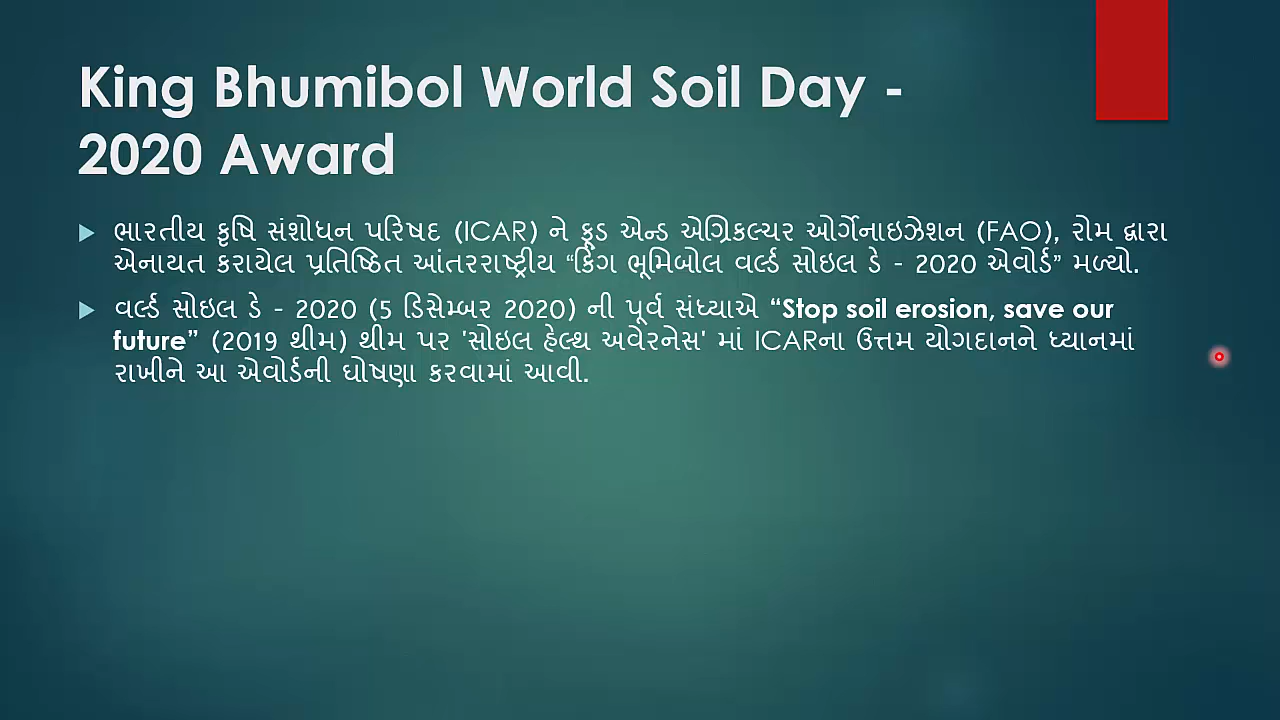 King Bhumibol World Soil Day -
2020 Award
ભારતીય કૃષિ સંશોધન પરિષદ (ICAR) ને ફૂડ એન્ડ એગ્રિકલ્ચર ઓર્ગેનાઇઝેશન (FAO), રોમ દ્વારા
એનાયત કરાયેલ પ્રતિષ્ઠિત આંતરરાષ્ટ્રીય “કિંગ ભૂમિબોલ વર્લ્ડ સોઇલ ડે - 2020 એવોર્ડ” મળ્યો.
વર્લ્ડ સોઇલ ડે - 2020 (5 ડિસેમ્બર 2020) ની પૂર્વ સંધ્યાએ “Stop soil erosion, save our
future” (2019 થીમ) થીમ પર 'સોઇલ હેલ્થ અવેરનેસ' માં ICARના ઉત્તમ યોગદાનને ધ્યાનમાં
રાખીને આ એવોર્ડની ઘોષણા કરવામાં આવી.